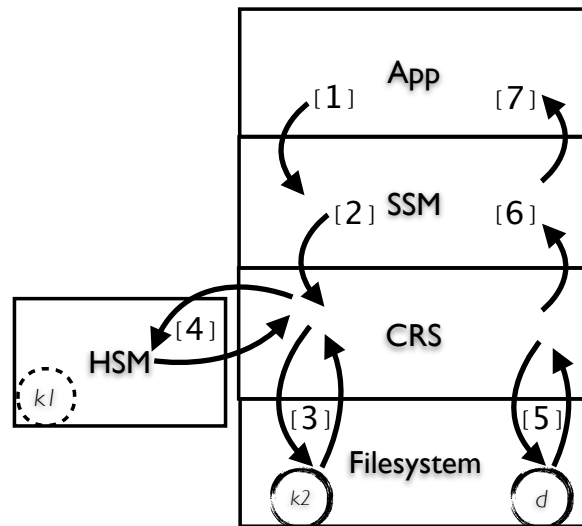 App
[1] [7]
[2] SSM [6]
[4] CRS
HSM
k1
[3] [5]
Filesystem
k2 d